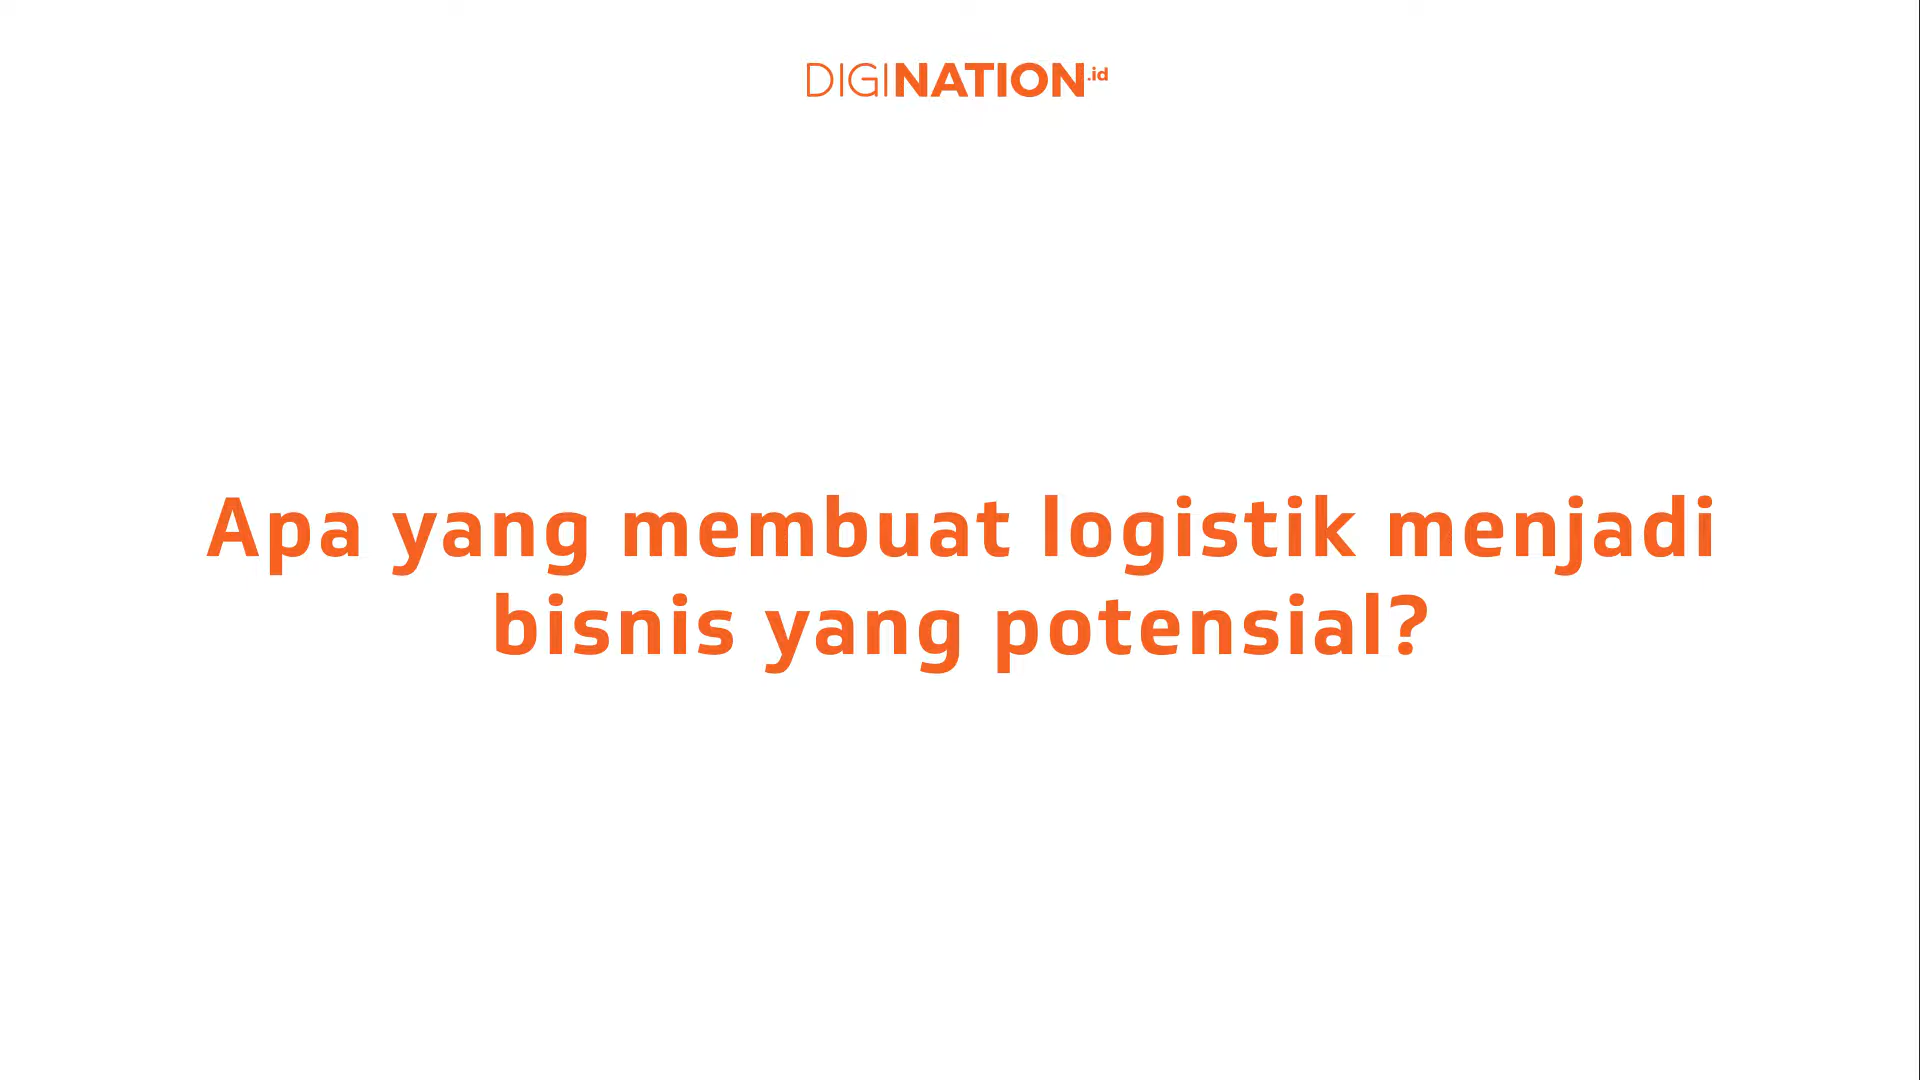 DIGINATION.id
Apa yang membuat logistik menjadi
bisnis yang potensial?